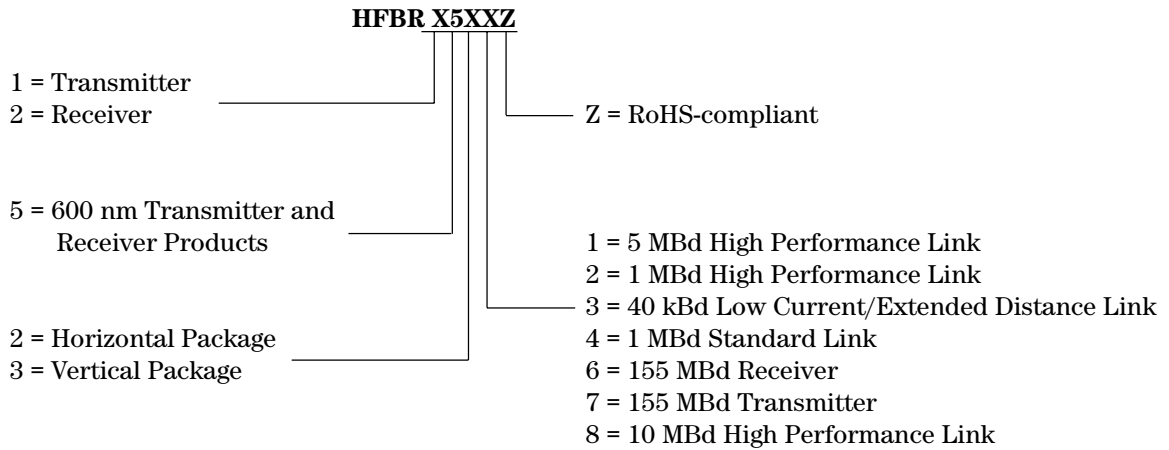 HFBR X5XXZ
1 = Transmitter
2 = Receiver
Z = RoHS-compliant
5 = 600 nm Transmitter and
Receiver Products
1 = 5 MBd High Performance Link
2 = 1 MBd High Performance Link
3 = 40 kBd Low Current/Extended Distance Link
4 = 1 MBd Standard Link
6 = 155 MBd Receiver
7 = 155 MBd Transmitter
8 = 10 MBd High Performance Link
2 = Horizontal Package
3 = Vertical Package